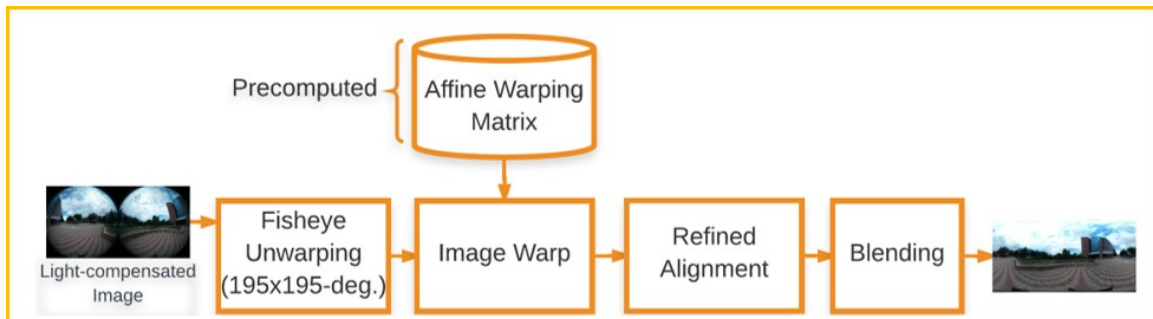 Precomputed
Affine Warping
Matrix
Light-compensated
Image
Fisheye
Unwarping
(195x195-deg.)
Image Warp
Refined
Alignment
Blending